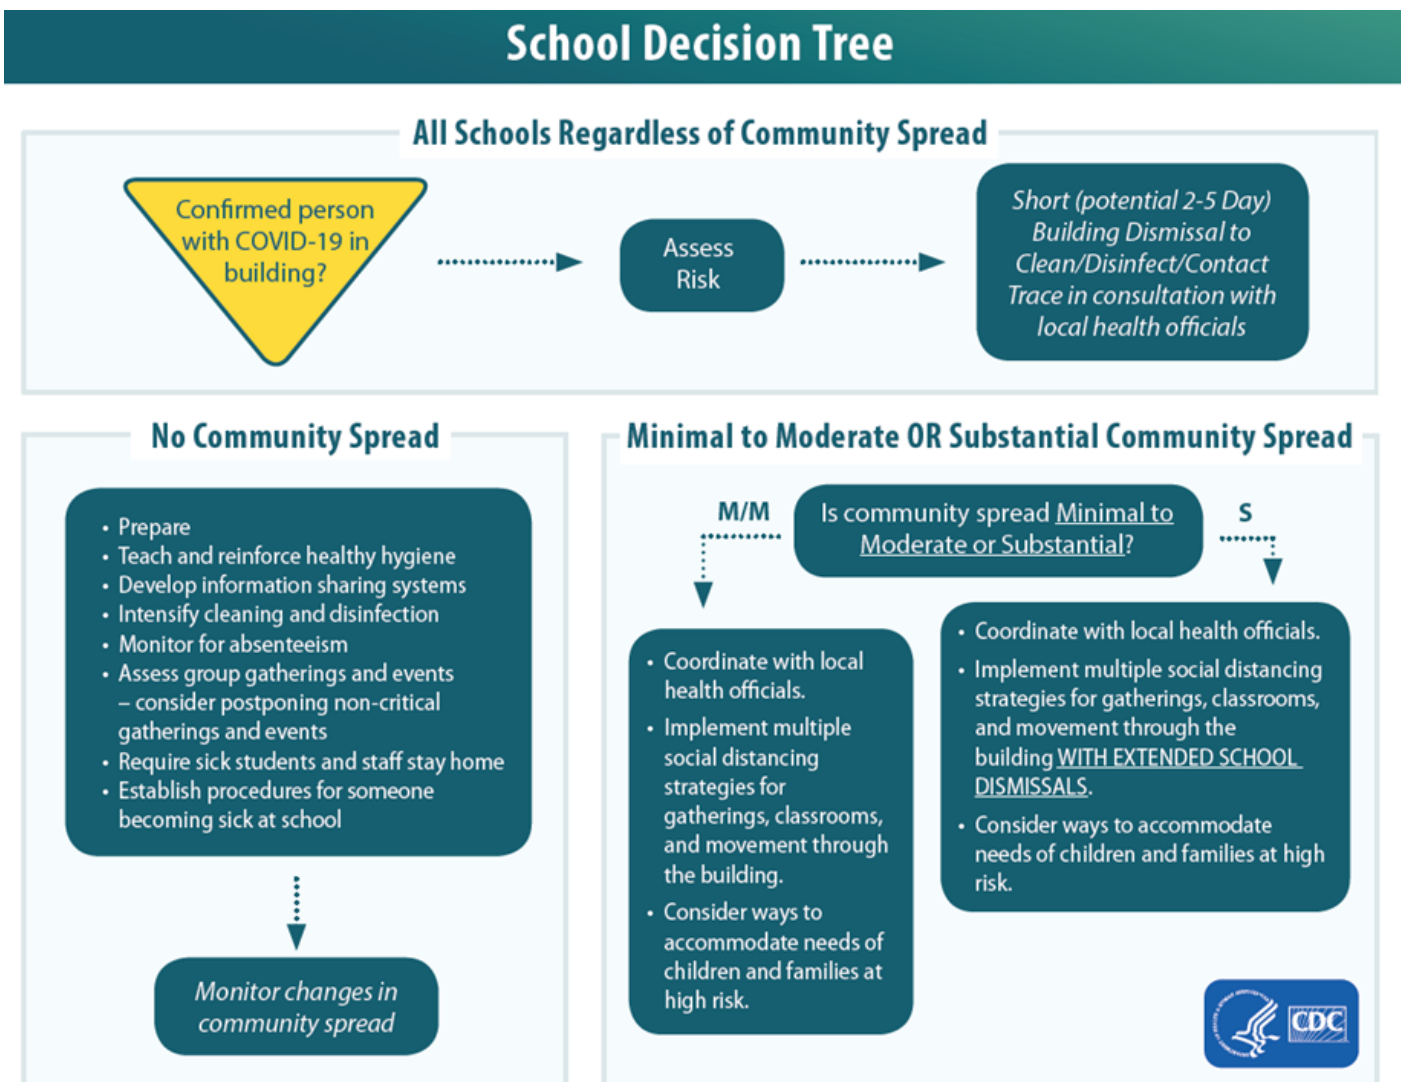 School Decision Tree
All Schools Regardless of Community Spread
Confirmed person
with COVID-19 in
building?
Assess
Risk
Short (potential 2-5 Day)
Building Dismissal to
Clean/Disinfect/Contact
Trace in consultation with
local health officials
No Community Spread
• Prepare
• Teach and reinforce healthy hygiene
• Develop information sharing systems
• Intensify cleaning and disinfection
• Monitor for absenteeism
• Assess group gatherings and events
– consider postponing non-critical
gatherings and events
• Require sick students and staff stay home
• Establish procedures for someone
becoming sick at school
Monitor changes in
community spread
Minimal to Moderate OR Substantial Community Spread
Is community spread Minimal to
Moderate or Substantial?
M/M
• Coordinate with local
health officials.
• Implement multiple
social distancing
strategies for
gatherings, classrooms,
and movement through
the building.
• Consider ways to
accommodate needs of
children and families at
high risk.
S
• Coordinate with local health officials.
• Implement multiple social distancing
strategies for gatherings, classrooms,
and movement through the
building WITH EXTENDED SCHOOL
DISMISSALS.
• Consider ways to accommodate
needs of children and families at high
risk.
CDC